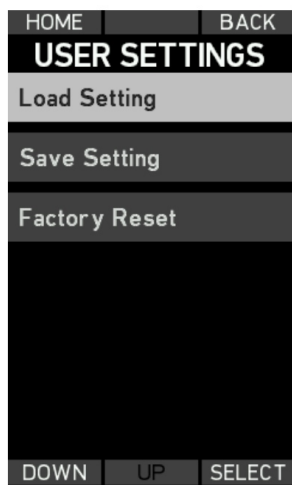 HOME BACK
USER SETTINGS
Load Setting
Save Setting
Factory Reset
DOWN UP SELECT